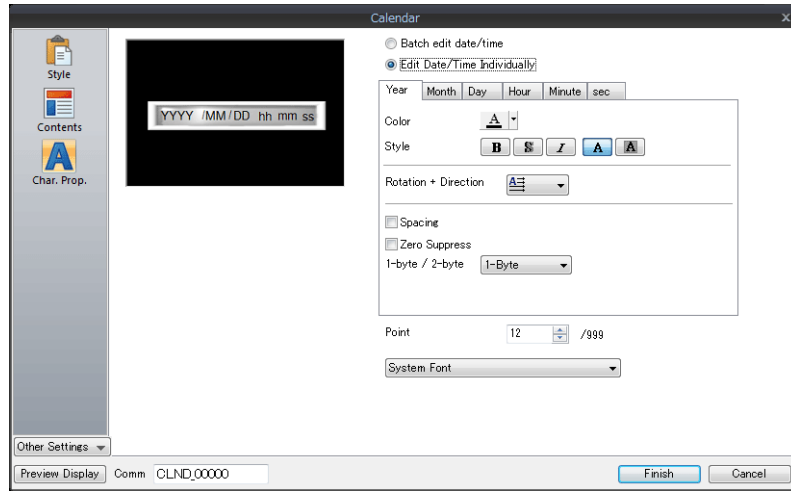 Calendar
x
Style
Contents
A
Char. Prop.
YYYY /MM/DD hh mm ss
Batch edit date/time
Edit Date/Time Individually
Year Month Day Hour Minute sec
Color A
Style B S I A A
Rotation + Direction A
Spacing
Zero Suppress
1-byte / 2-byte 1-Byte
Point 12 /999
System Font
Other Settings
Preview Display Comm CLND_00000 Finish Cancel